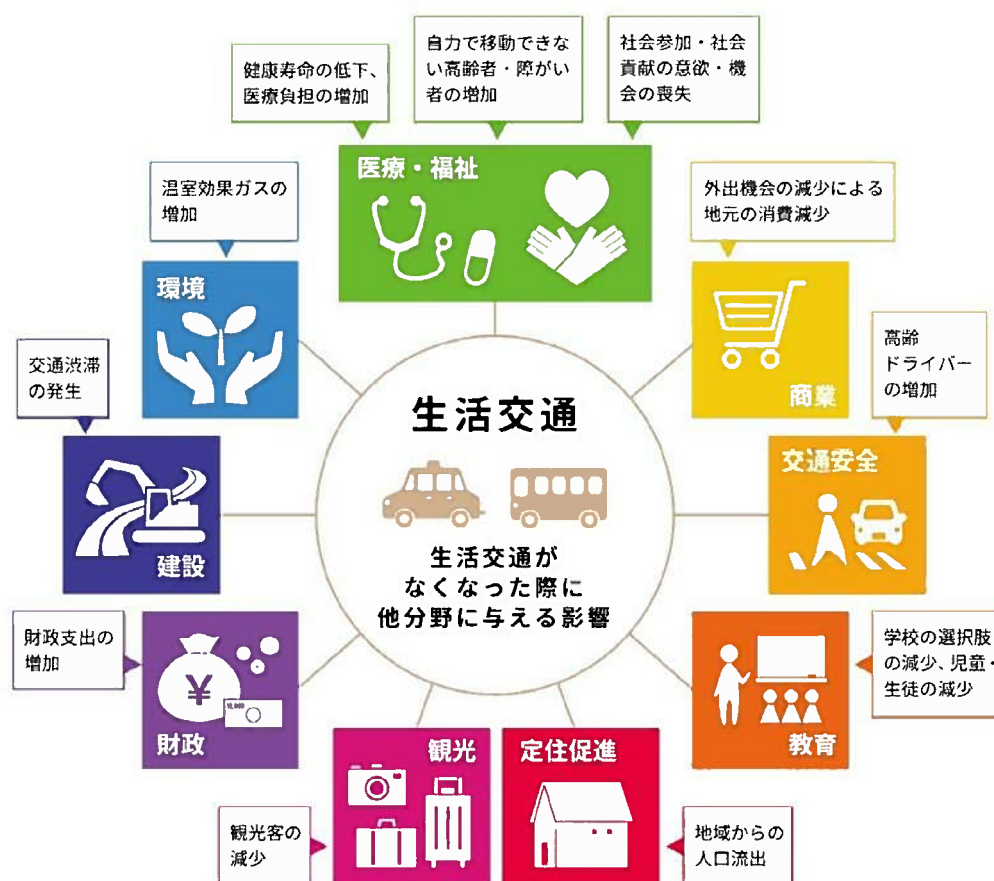 健康寿命の低下、
医療負担の増加
自力で移動できな
い高齢者・障がい
者の増加
社会参加・社会
貢献の意欲・機
会の喪失
医療・福祉
温室効果ガスの
増加
環境
外出機会の減少による
地元の消費減少
商業
交通渋滞
の発生
建設
高齢
ドライバー
の増加
交通安全
生活交通
生活交通が
なくなった際に
他分野に与える影響
財政支出の
増加
¥
財政
学校の選択肢
の減少、児童・
生徒の減少
教育
観光
観光客の
減少
定住促進
地域からの
人口流出